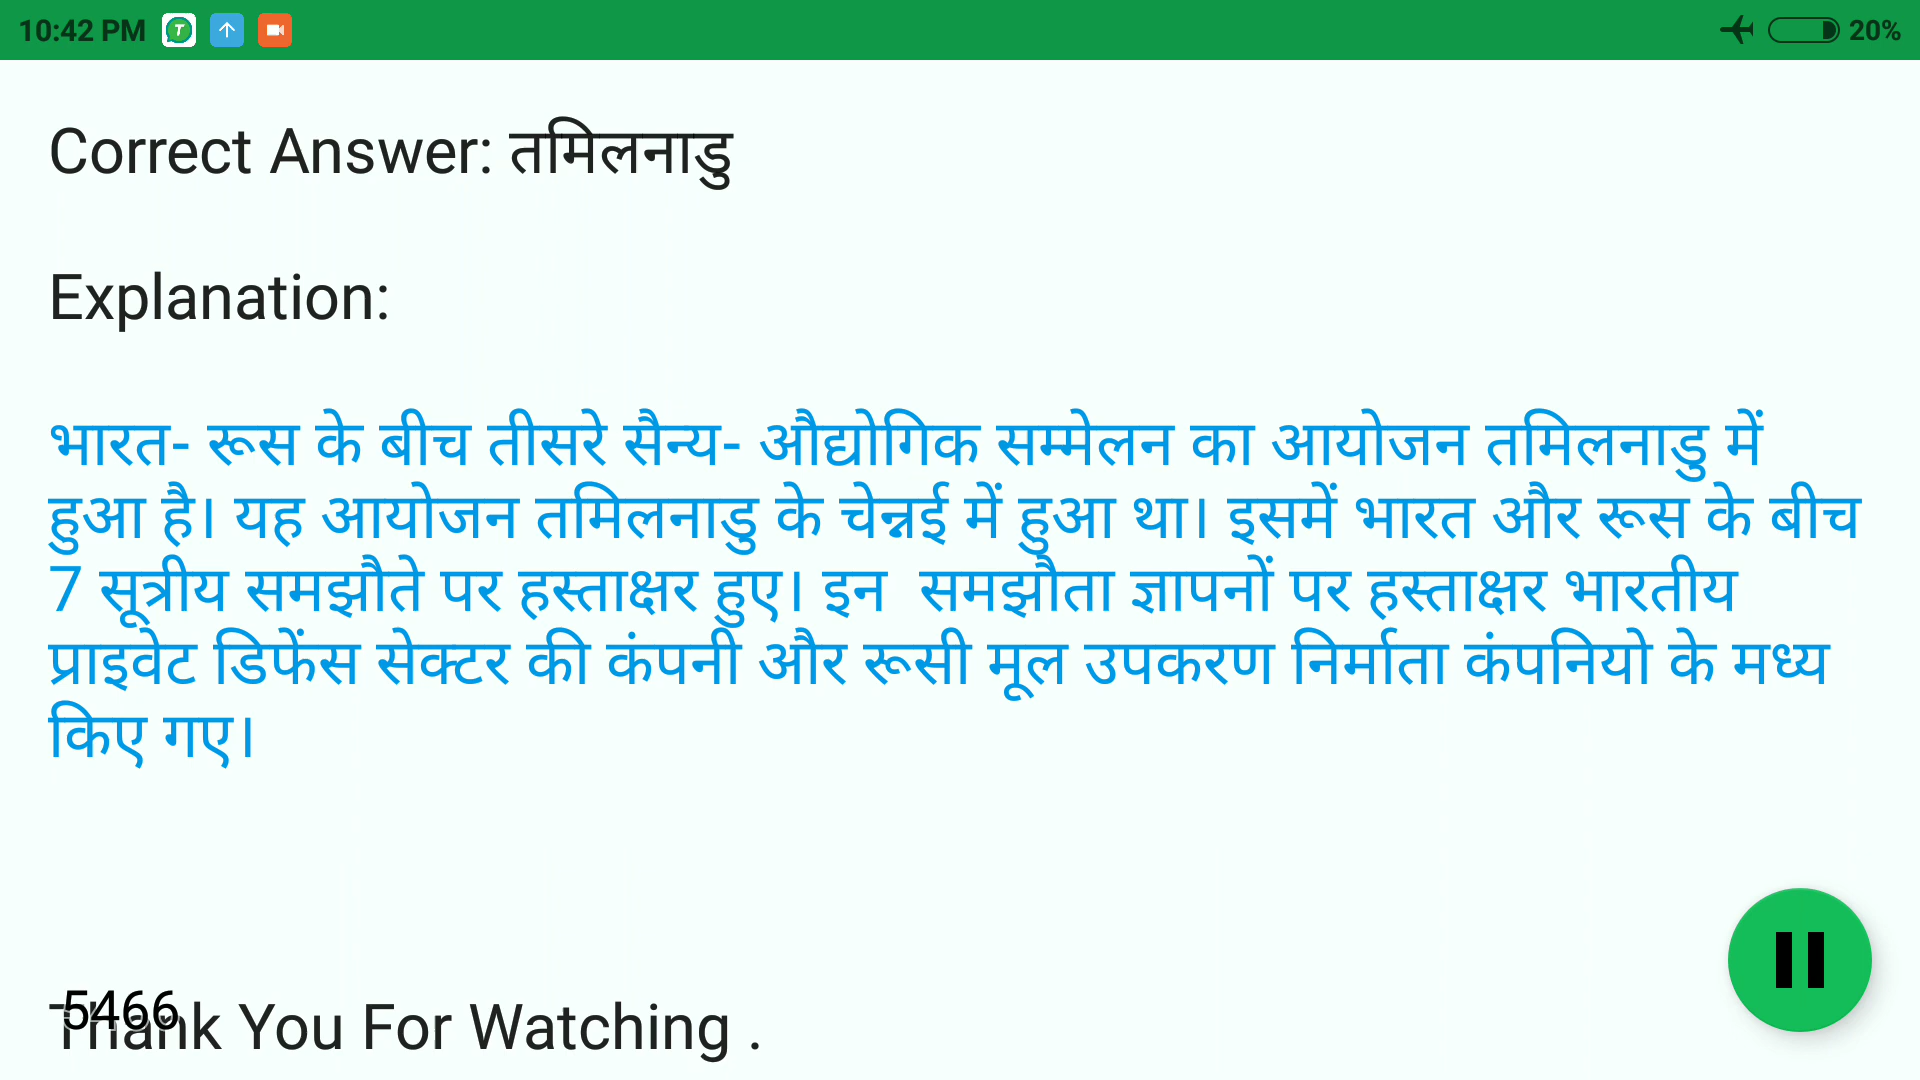 10:42 PM T 20%
Correct Answer: तमिलनाडु
Explanation:
भारत- रूस के बीच तीसरे सैन्य- औद्योगिक सम्मेलन का आयोजन तमिलनाडु में
हुआ है। यह आयोजन तमिलनाडु के चेन्नई में हुआ था। इसमें भारत और रूस के बीच
7 सूत्रीय समझौते पर हस्ताक्षर हुए। इन  समझौता ज्ञापनों पर हस्ताक्षर भारतीय
प्राइवेट डिफेंस सेक्टर की कंपनी और रूसी मूल उपकरण निर्माता कंपनियो के मध्य
किए गए।
5466
Thank You For Watching .